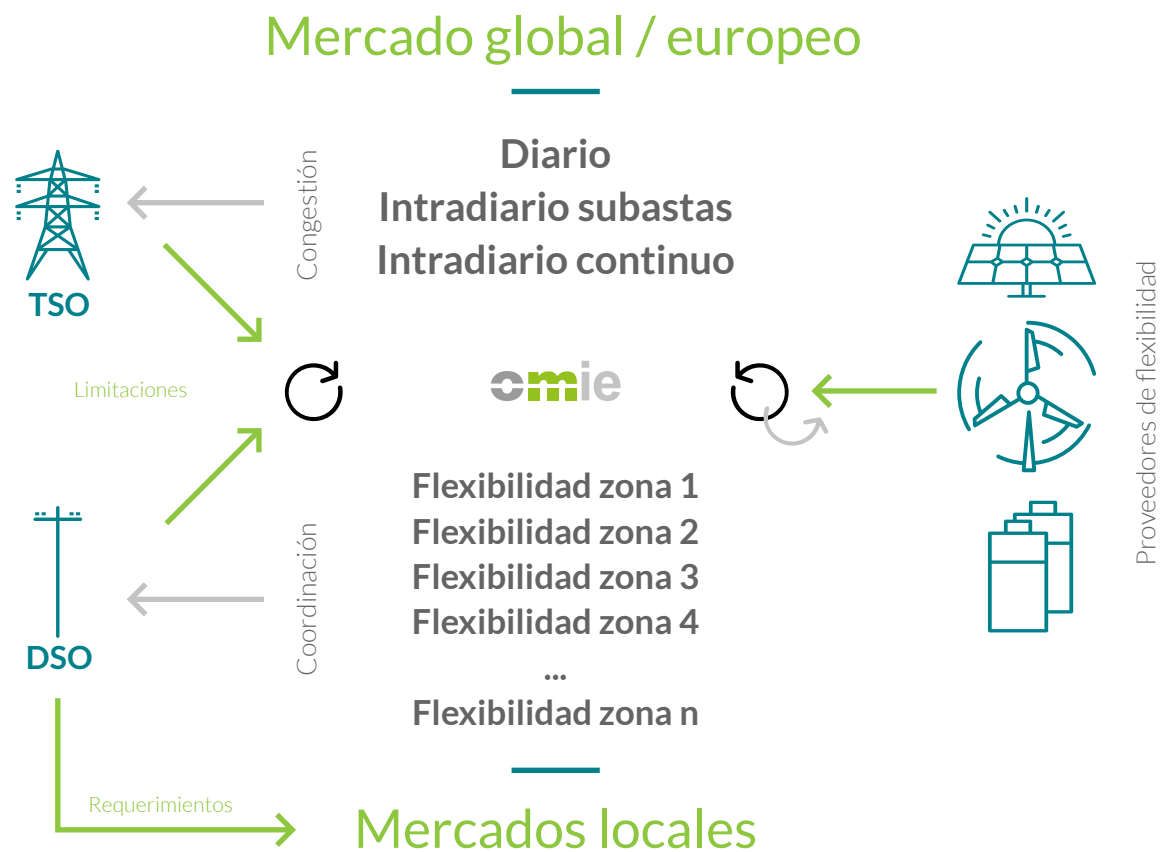 Mercado global / europeo
Diario
Intradiario subastas
Intradiario continuo
Congestión
TSO
Limitaciones
omie
Proveedores de flexibilidad
Flexibilidad zona 1
Flexibilidad zona 2
Flexibilidad zona 3
Flexibilidad zona 4
...
Flexibilidad zona n
Coordinación
DSO
Requerimientos
Mercados locales